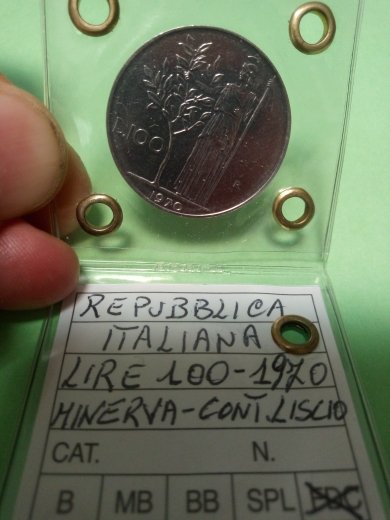 L.100
1970
R
REPUBBLICA
ITALIANA
LIRE 100-1970
MINERVA-CONT.LISCIO
CAT. N.
B MB BB SPL FDC